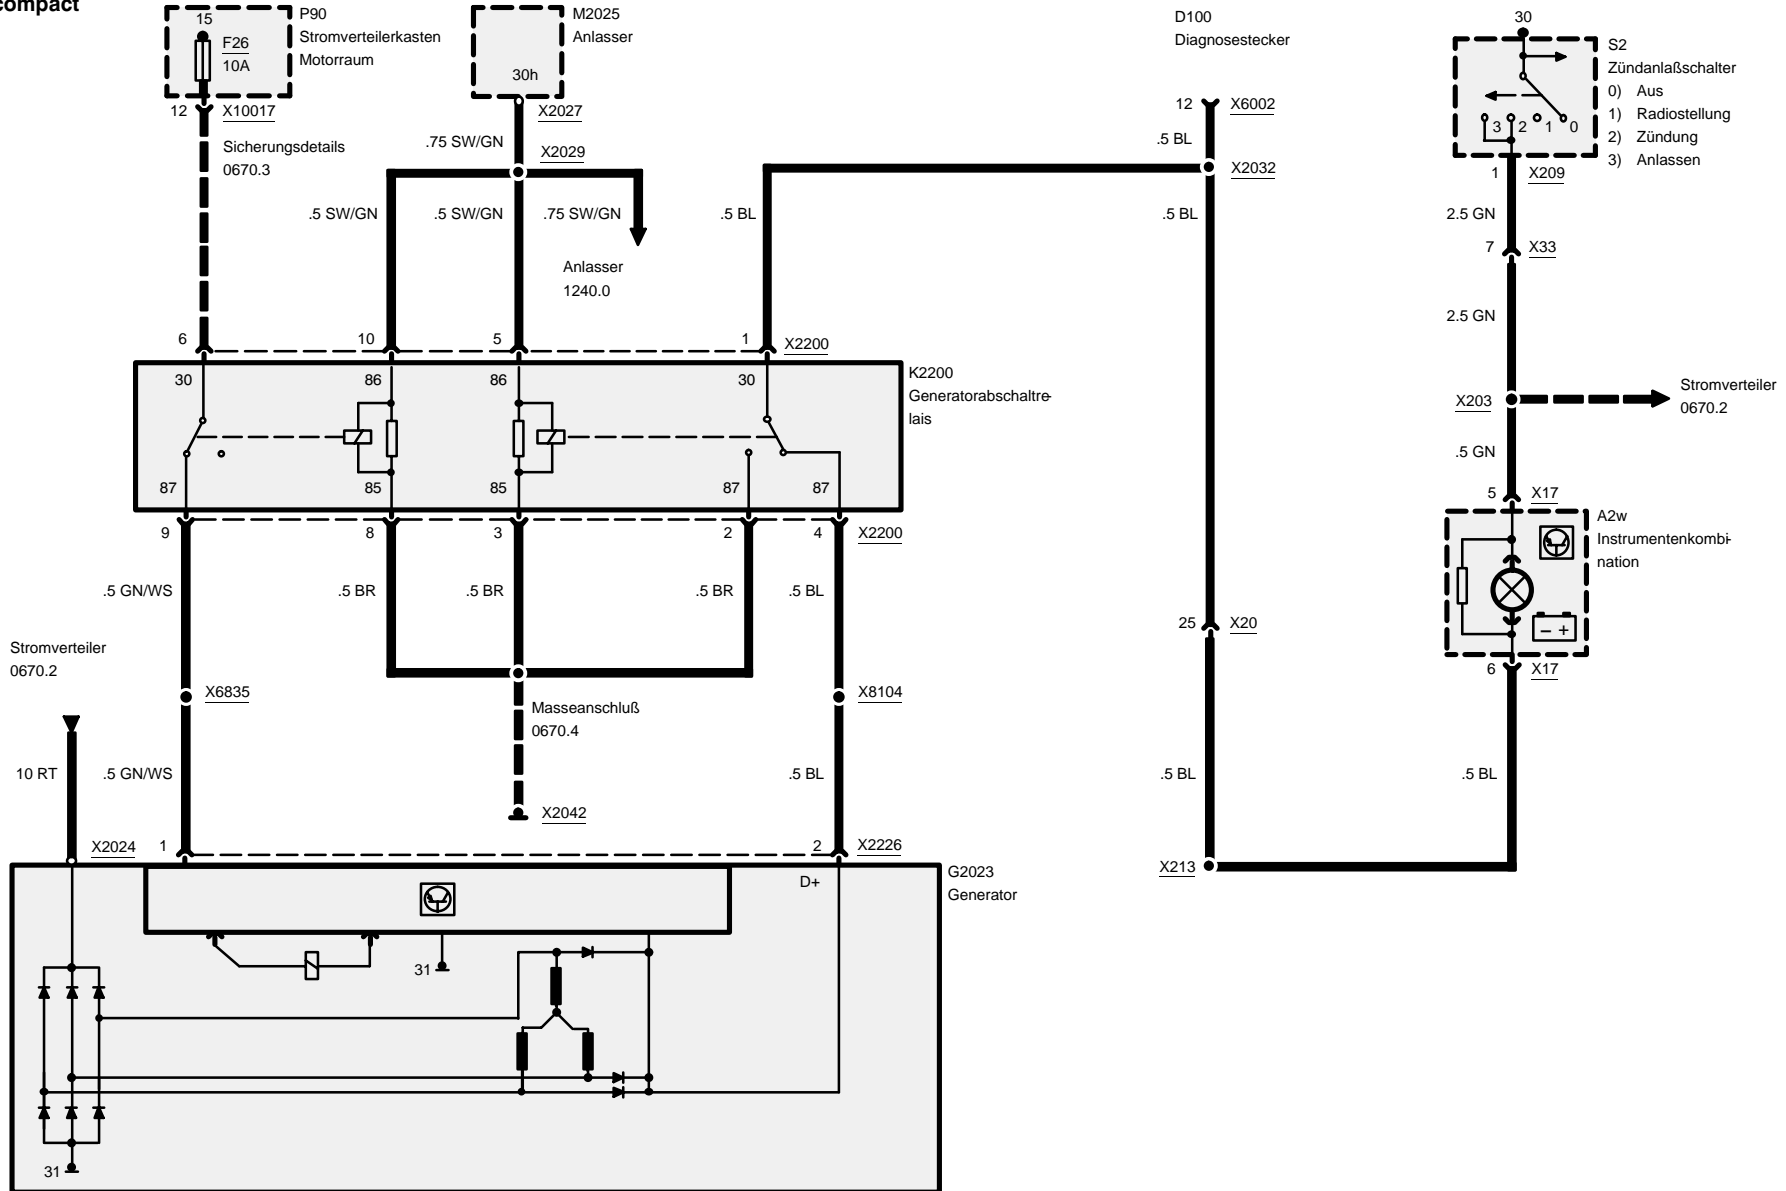 compact
15
F26
10A
P90
Stromverteilerkasten
Motorraum
M2025
Anlasser
30h
D100
Diagnosestecker
30
S2
Zündanlaßschalter
0) Aus
1) Radiostellung
2) Zündung
3) Anlassen
3 2 1 0
12 X10017
X2027
12 X6002
Sicherungsdetails
0670.3
.75 SW/GN
X2029
.5 BL
X2032
1 X209
.5 SW/GN
.5 SW/GN
.75 SW/GN
.5 BL
.5 BL
2.5 GN
7 X33
Anlasser
1240.0
2.5 GN
6
10
5
1 X2200
30
86
86
30
K2200
Generatorabschaltre-
lais
Stromverteiler
0670.2
X203
.5 GN
87
85
85
87
87
5 X17
9
8
3
2
4 X2200
A2w
Instrumentenkombi-
nation
– +
.5 GN/WS
.5 BR
.5 BR
.5 BR
.5 BL
25 X20
Stromverteiler
0670.2
6 X17
X6835
X8104
Masseanschluß
0670.4
10 RT
.5 GN/WS
.5 BL
.5 BL
.5 BL
X2042
X2024
1
2 X2226
X213
D+
G2023
Generator
31
31